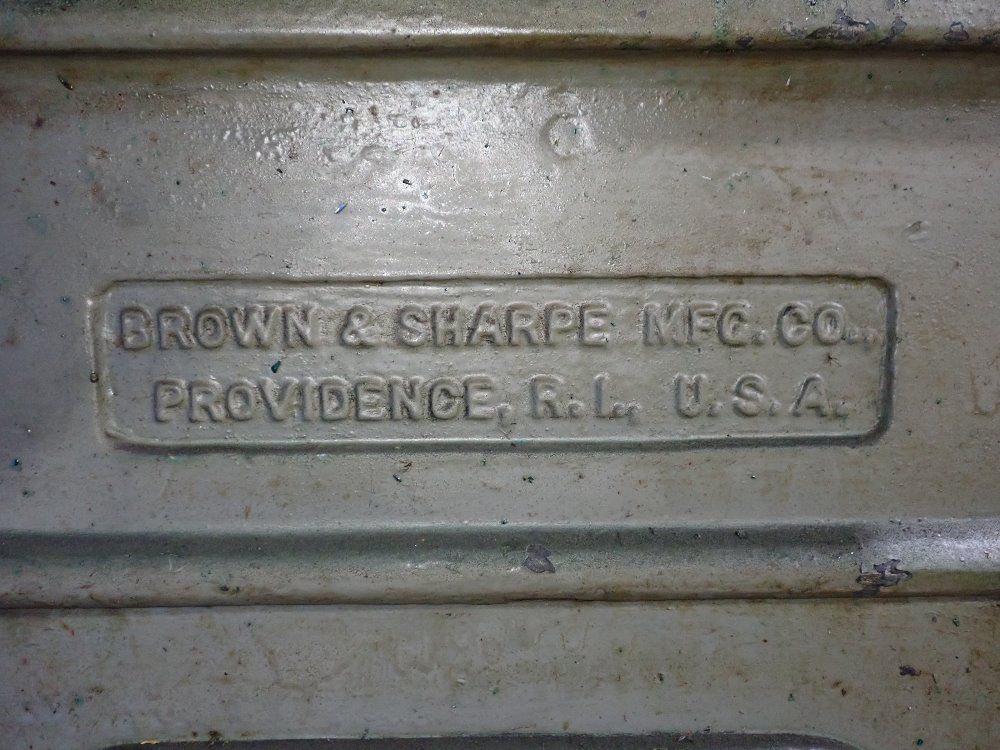 BROWN & SHARPE MFG. CO.,
PROVIDENCE, R. I., U. S. A.